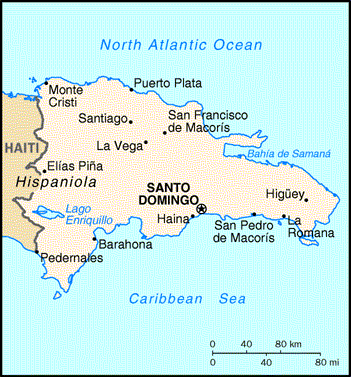 North Atlantic Ocean
Puerto Plata
Monte
Cristi
San Francisco
de Macorís
Santiago
La Vega
HAITI
Bahía de Samaná
Elías Piña
Hispaniola
SANTO
DOMINGO
Higüey
Lago
Enriquillo
Haina
San Pedro
de Macorís
La
Romana
Barahona
Pedernales
Caribbean Sea
0 40 80 km
0 40 80 mi